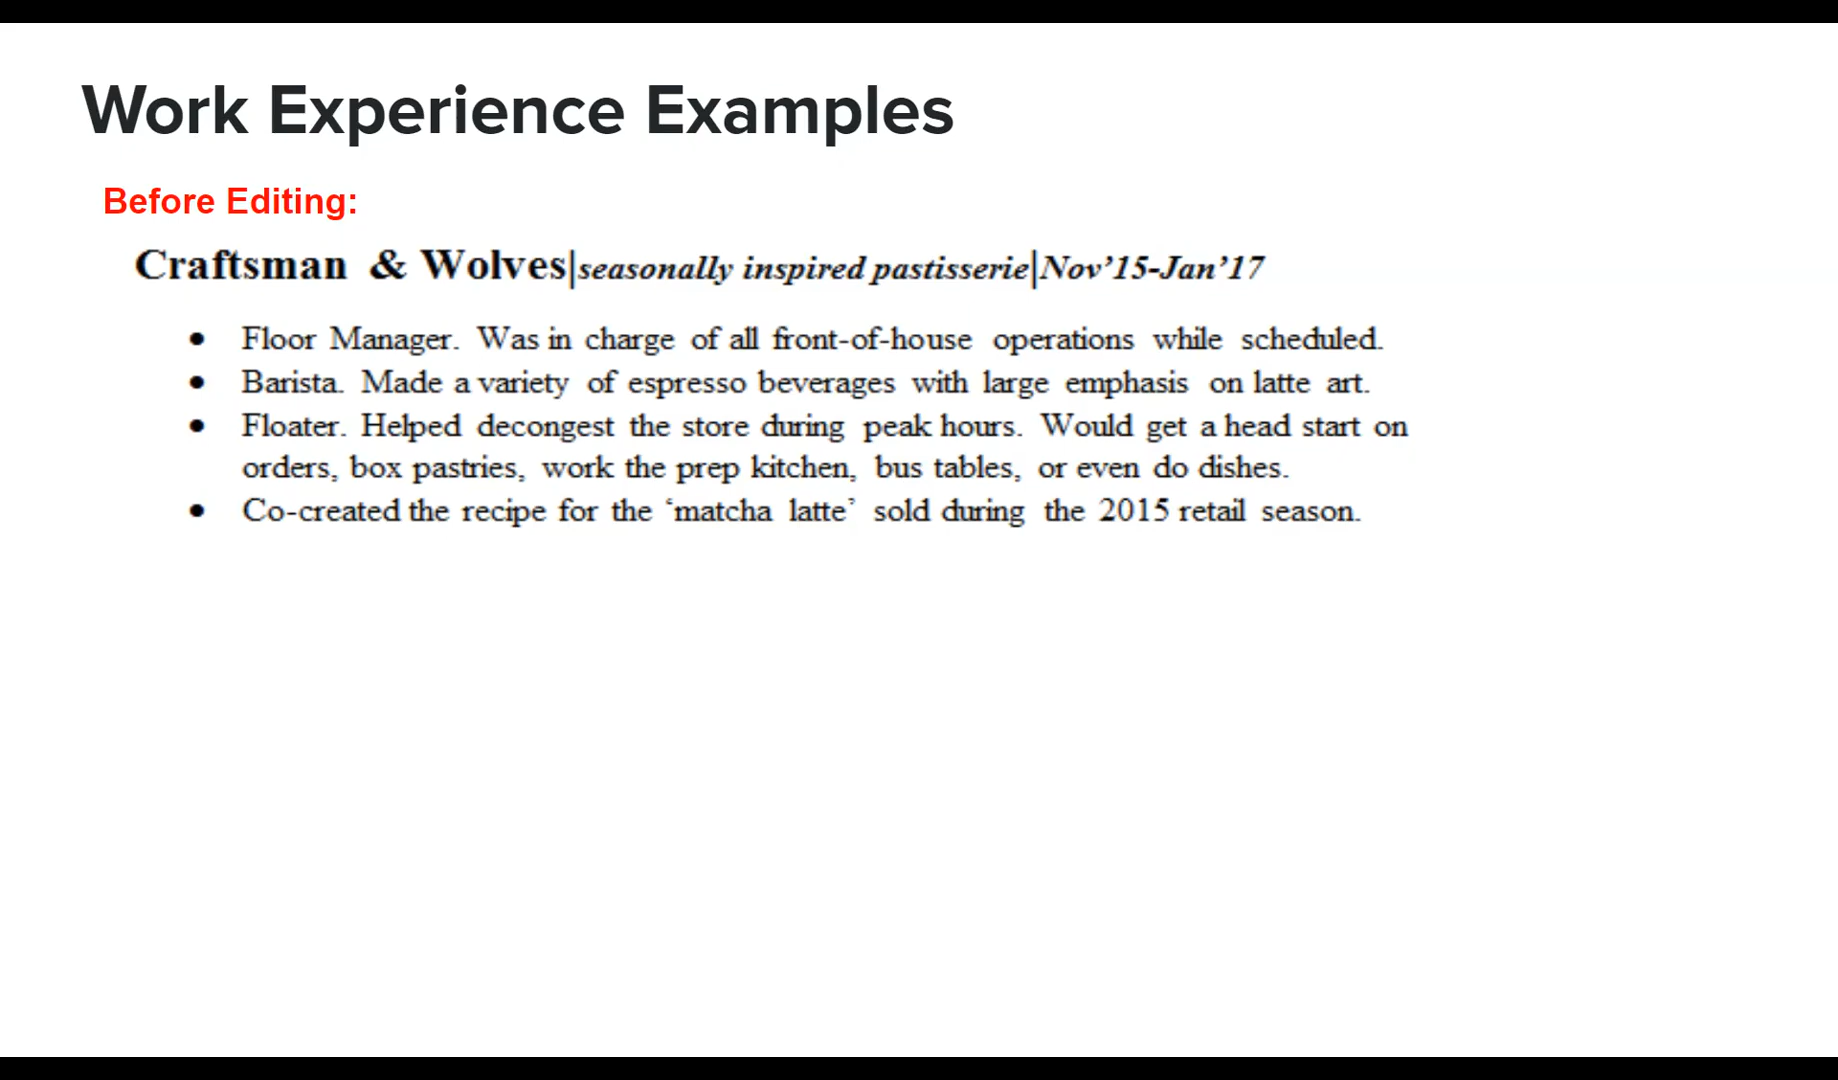 Work Experience Examples
Before Editing:
Craftsman & Wolves|seasonally inspired pastisserie|Nov’15-Jan’17
• Floor Manager. Was in charge of all front-of-house operations while scheduled.
• Barista. Made a variety of espresso beverages with large emphasis on latte art.
• Floater. Helped decongest the store during peak hours. Would get a head start on
orders, box pastries, work the prep kitchen, bus tables, or even do dishes.
• Co-created the recipe for the ‘matcha latte’ sold during the 2015 retail season.